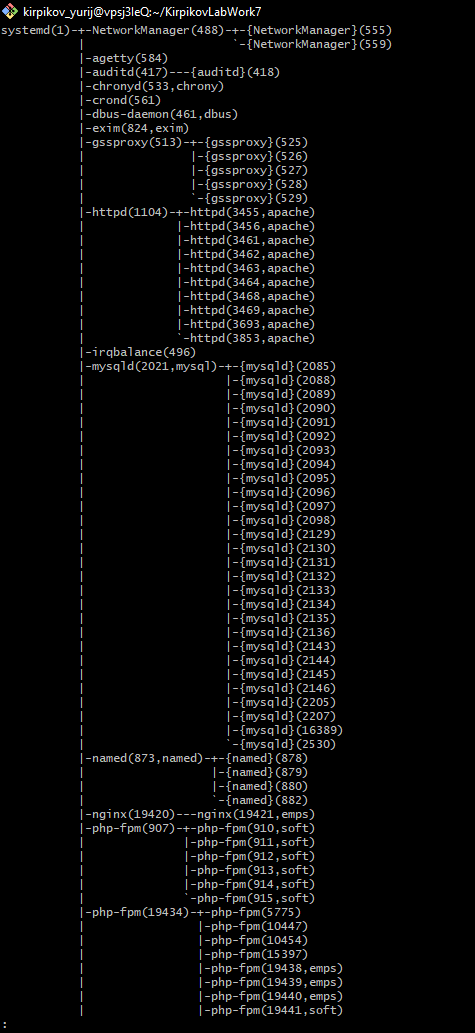 kirpikov_yurij@vpsj3leQ:~/KirpikovLabWork7
systemd(1)-+-NetworkManager(488)-+-{NetworkManager}(555)
           |                     `-{NetworkManager}(559)
           |-agetty(584)
           |-auditd(417)---{auditd}(418)
           |-chronyd(533,chrony)
           |-crond(561)
           |-dbus-daemon(461,dbus)
           |-exim(824,exim)
           |-gssproxy(513)-+-{gssproxy}(525)
           |               |-{gssproxy}(526)
           |               |-{gssproxy}(527)
           |               |-{gssproxy}(528)
           |               `-{gssproxy}(529)
           |-httpd(1104)-+-httpd(3455,apache)
           |             |-httpd(3456,apache)
           |             |-httpd(3461,apache)
           |             |-httpd(3462,apache)
           |             |-httpd(3463,apache)
           |             |-httpd(3464,apache)
           |             |-httpd(3468,apache)
           |             |-httpd(3469,apache)
           |             |-httpd(3693,apache)
           |             `-httpd(3853,apache)
           |-irqbalance(496)
           |-mysqld(2021,mysql)-+-{mysqld}(2085)
           |                    |-{mysqld}(2088)
           |                    |-{mysqld}(2089)
           |                    |-{mysqld}(2090)
           |                    |-{mysqld}(2091)
           |                    |-{mysqld}(2092)
           |                    |-{mysqld}(2093)
           |                    |-{mysqld}(2094)
           |                    |-{mysqld}(2095)
           |                    |-{mysqld}(2096)
           |                    |-{mysqld}(2097)
           |                    |-{mysqld}(2098)
           |                    |-{mysqld}(2129)
           |                    |-{mysqld}(2130)
           |                    |-{mysqld}(2131)
           |                    |-{mysqld}(2132)
           |                    |-{mysqld}(2133)
           |                    |-{mysqld}(2134)
           |                    |-{mysqld}(2135)
           |                    |-{mysqld}(2136)
           |                    |-{mysqld}(2143)
           |                    |-{mysqld}(2144)
           |                    |-{mysqld}(2145)
           |                    |-{mysqld}(2146)
           |                    |-{mysqld}(2205)
           |                    |-{mysqld}(2207)
           |                    |-{mysqld}(16389)
           |                    `-{mysqld}(2530)
           |-named(873,named)-+-{named}(878)
           |                  |-{named}(879)
           |                  |-{named}(880)
           |                  `-{named}(882)
           |-nginx(19420)---nginx(19421,emps)
           |-php-fpm(907)-+-php-fpm(910,soft)
           |              |-php-fpm(911,soft)
           |              |-php-fpm(912,soft)
           |              |-php-fpm(913,soft)
           |              |-php-fpm(914,soft)
           |              `-php-fpm(915,soft)
           |-php-fpm(19434)-+-php-fpm(5775)
           |                |-php-fpm(10447)
           |                |-php-fpm(10454)
           |                |-php-fpm(15397)
           |                |-php-fpm(19438,emps)
           |                |-php-fpm(19439,emps)
           |                |-php-fpm(19440,emps)
           |                |-php-fpm(19441,soft)
: